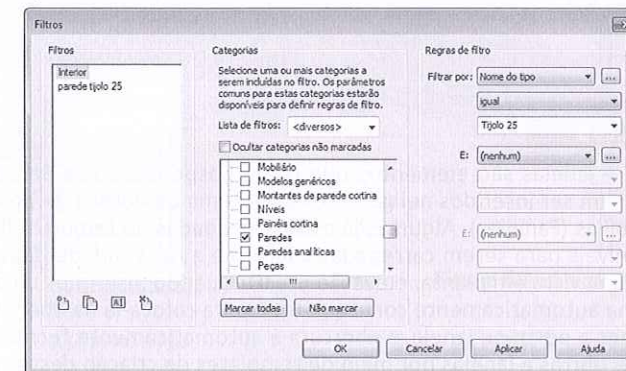 Filtros
Filtros
Interior
parede tijolo 25
Categorias
Selecione uma ou mais categorias a
serem incluídas no filtro. Os parâmetros
comuns para estas categorias estarão
disponíveis para definir regras de filtro.
Lista de filtros: <diversos>
Ocultar categorias não marcadas
Mobiliário
Modelos genéricos
Montantes de parede cortina
Níveis
Painéis cortina
Paredes
Paredes analíticas
Peças
Marcar todas
Não marcar
Regras de filtro
Filtrar por: Nome do tipo ...
igual
Tijolo 25
E: (nenhum) ...
E: (nenhum) ...
OK
Cancelar
Aplicar
Ajuda